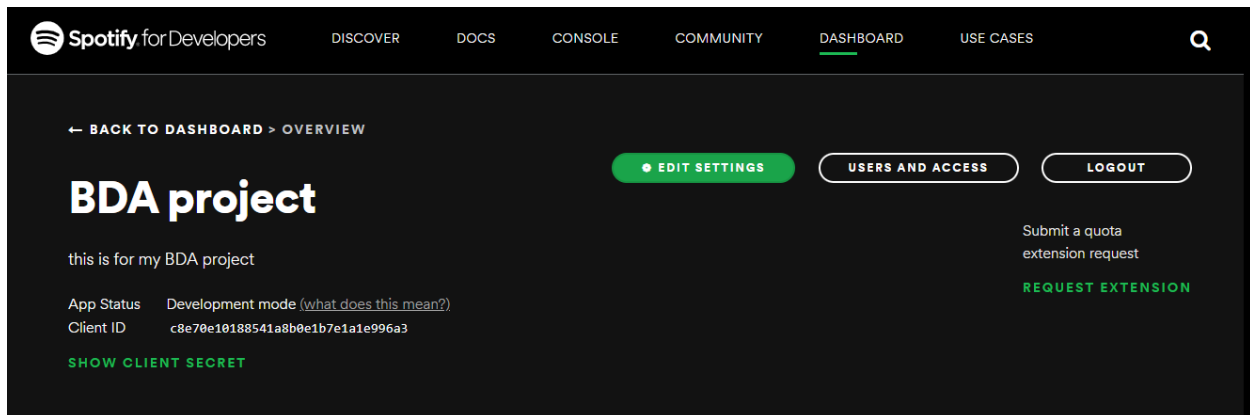 Spotify for Developers DISCOVER DOCS CONSOLE COMMUNITY DASHBOARD USE CASES
← BACK TO DASHBOARD > OVERVIEW
EDIT SETTINGS USERS AND ACCESS LOGOUT
BDA project
Submit a quota
extension request
this is for my BDA project
REQUEST EXTENSION
App Status Development mode (what does this mean?)
Client ID c8e70e10188541a8b0e1b7e1a1e996a3
SHOW CLIENT SECRET